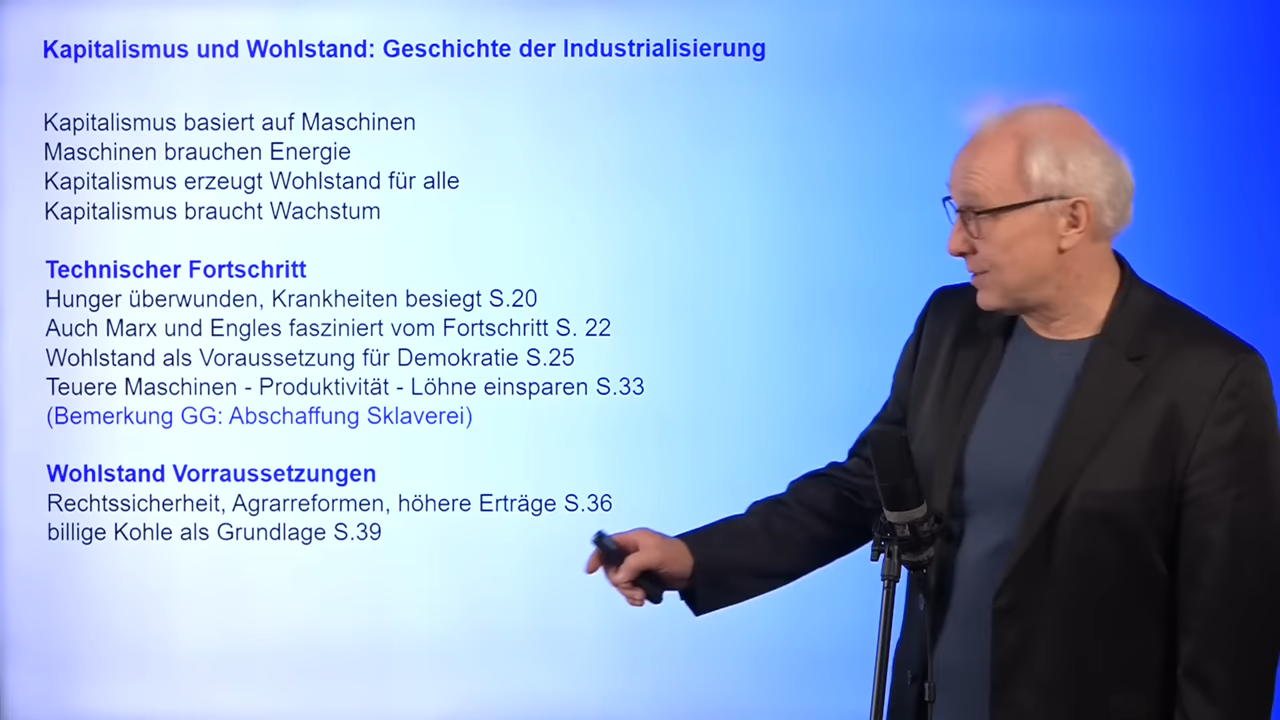 Kapitalismus und Wohlstand: Geschichte der Industrialisierung
Kapitalismus basiert auf Maschinen
Maschinen brauchen Energie
Kapitalismus erzeugt Wohlstand für alle
Kapitalismus braucht Wachstum
Technischer Fortschritt
Hunger überwunden, Krankheiten besiegt S.20
Auch Marx und Engles fasziniert vom Fortschritt S. 22
Wohlstand als Voraussetzung für Demokratie S.25
Teuere Maschinen - Produktivität - Löhne einsparen S.33
(Bemerkung GG: Abschaffung Sklaverei)
Wohlstand Vorraussetzungen
Rechtssicherheit, Agrarreformen, höhere Erträge S.36
billige Kohle als Grundlage S.39